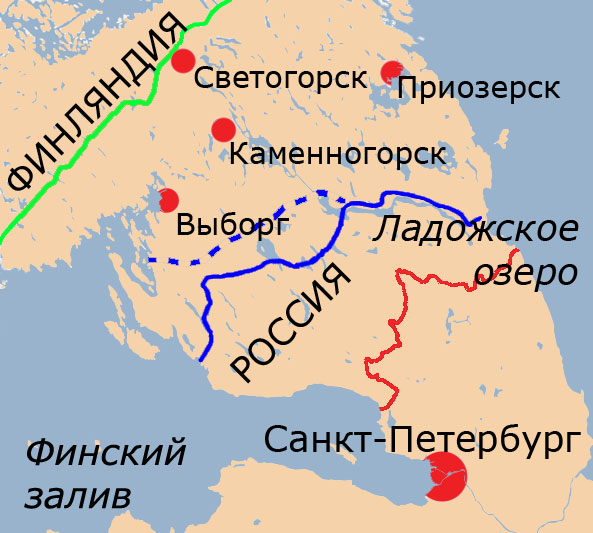 ФИНЛЯНДИЯ
Светогорск
Приозерск
Каменногорск
Выборг
Ладожское
озеро
РОССИЯ
Санкт-Петербург
Финский
залив